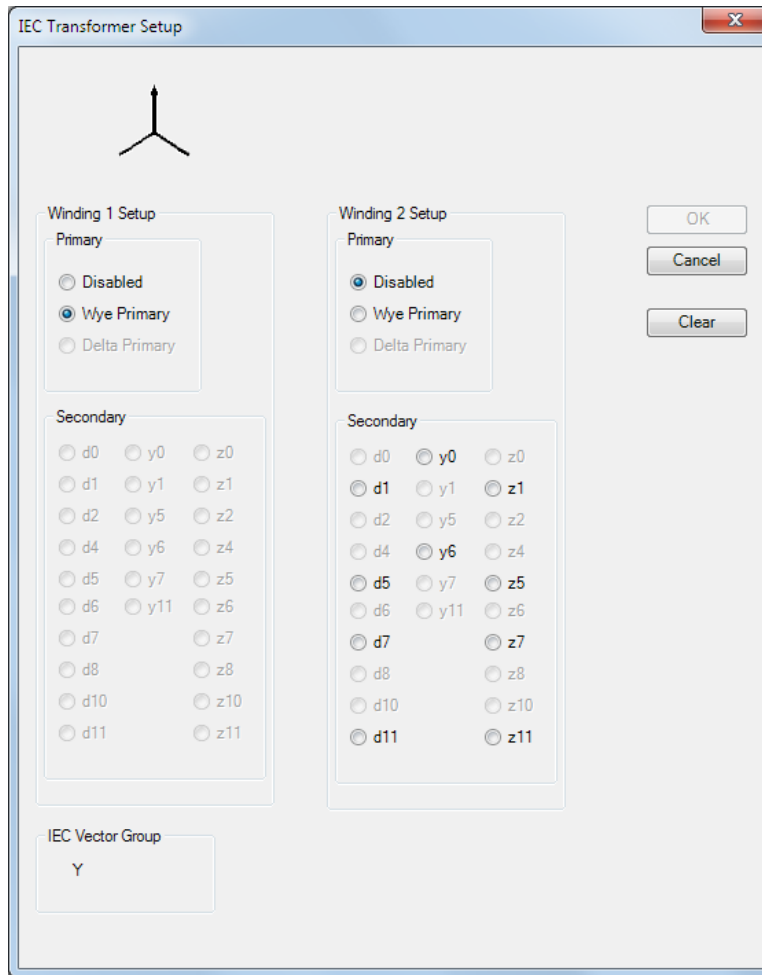 IEC Transformer Setup
Winding 1 Setup
Primary
Disabled
Wye Primary
Delta Primary
Secondary
d0 y0 z0
d1 y1 z1
d2 y5 z2
d4 y6 z4
d5 y7 z5
d6 y11 z6
d7 z7
d8 z8
d10 z10
d11 z11
Winding 2 Setup
Primary
Disabled
Wye Primary
Delta Primary
Secondary
d0 y0 z0
d1 y1 z1
d2 y5 z2
d4 y6 z4
d5 y7 z5
d6 y11 z6
d7 z7
d8 z8
d10 z10
d11 z11
OK
Cancel
Clear
IEC Vector Group
Y